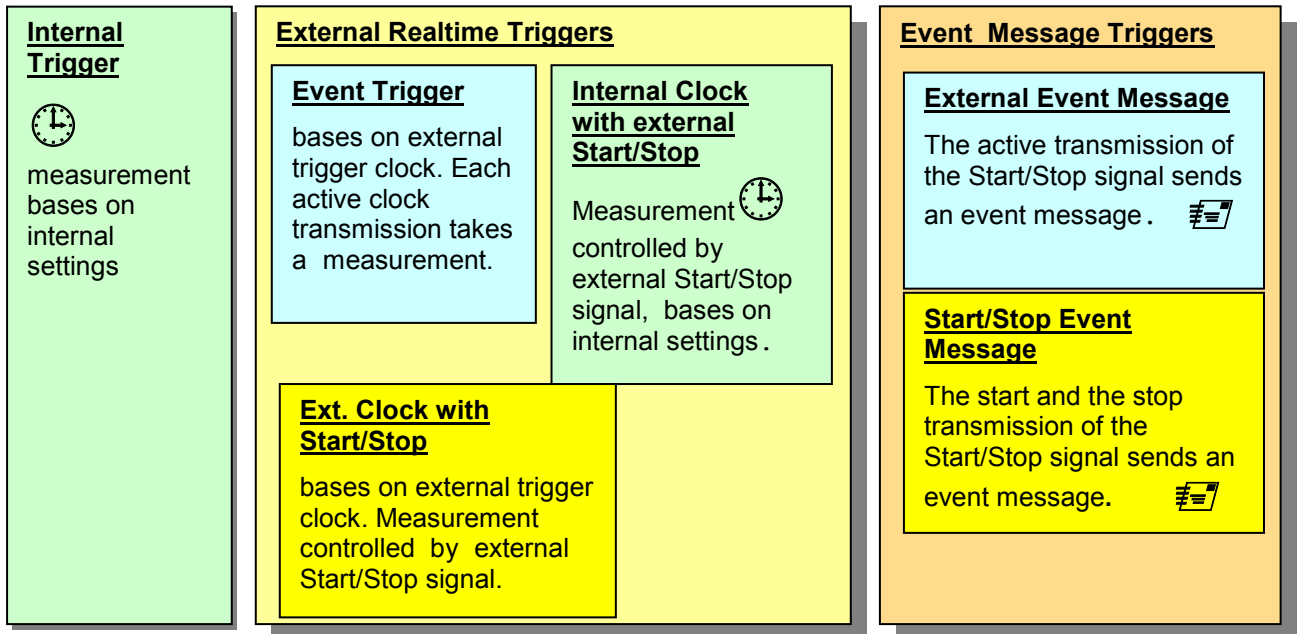 Internal
Trigger
measurement
bases on
internal
settings
External Realtime Triggers
Event Trigger
bases on external
trigger clock. Each
active clock
transmission takes
a measurement.
Internal Clock
with external
Start/Stop
Measurement
controlled by
external Start/Stop
signal, bases on
internal settings.
Ext. Clock with
Start/Stop
bases on external trigger
clock. Measurement
controlled by external
Start/Stop signal.
Event Message Triggers
External Event Message
The active transmission of
the Start/Stop signal sends
an event message.
Start/Stop Event
Message
The start and the stop
transmission of the
Start/Stop signal sends an
event message.